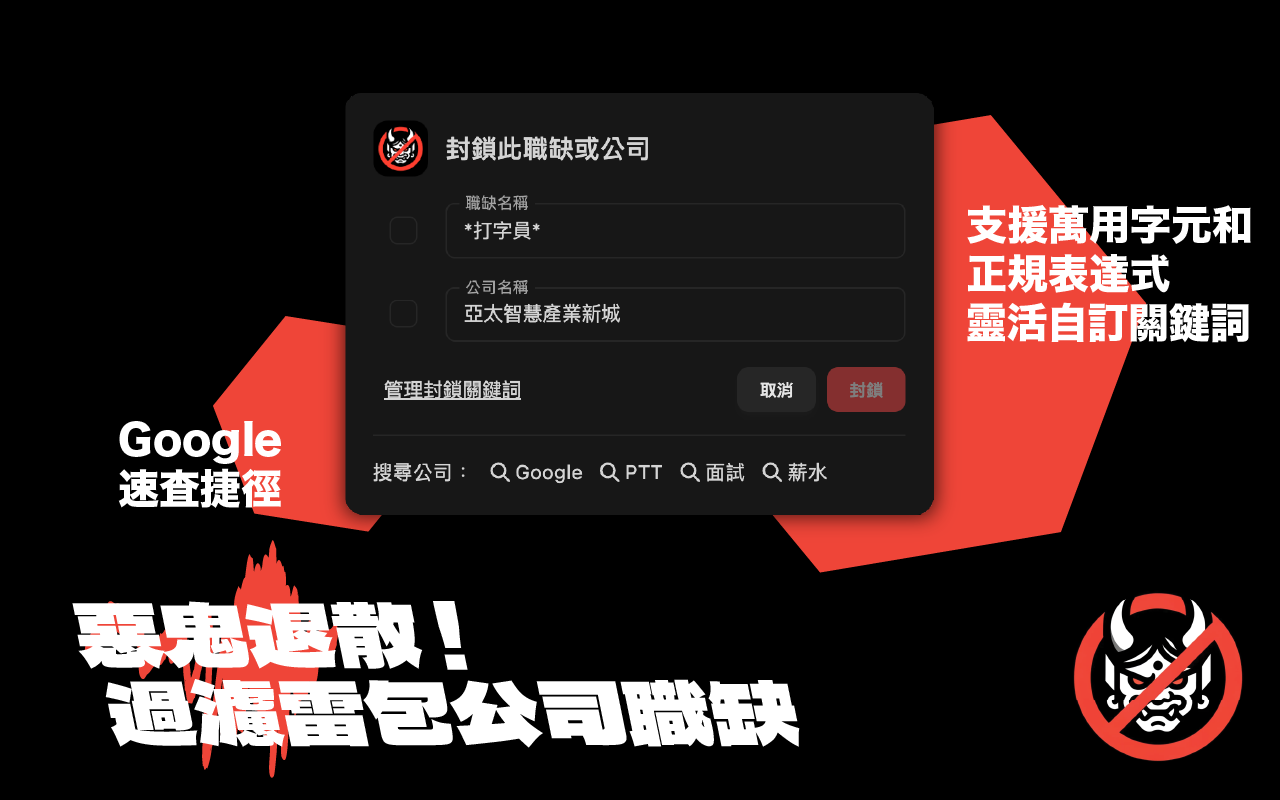 封鎖此職缺或公司
職缺名稱
*打字員*
公司名稱
亞太智慧產業新城
管理封鎖關鍵詞
取消
封鎖
搜尋公司：
Google
PTT
面試
薪水
支援萬用字元和
正規表達式
靈活自訂關鍵詞
Google
速查捷徑
惡鬼退散！
過濾雷包公司職缺